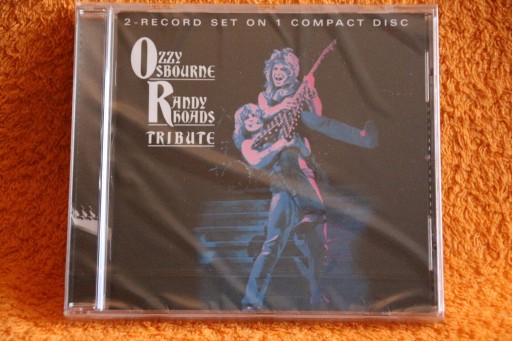 2-RECORD SET ON 1 COMPACT DISC
OZZY
OSBOURNE
RANDY
RHOADS
TRIBUTE